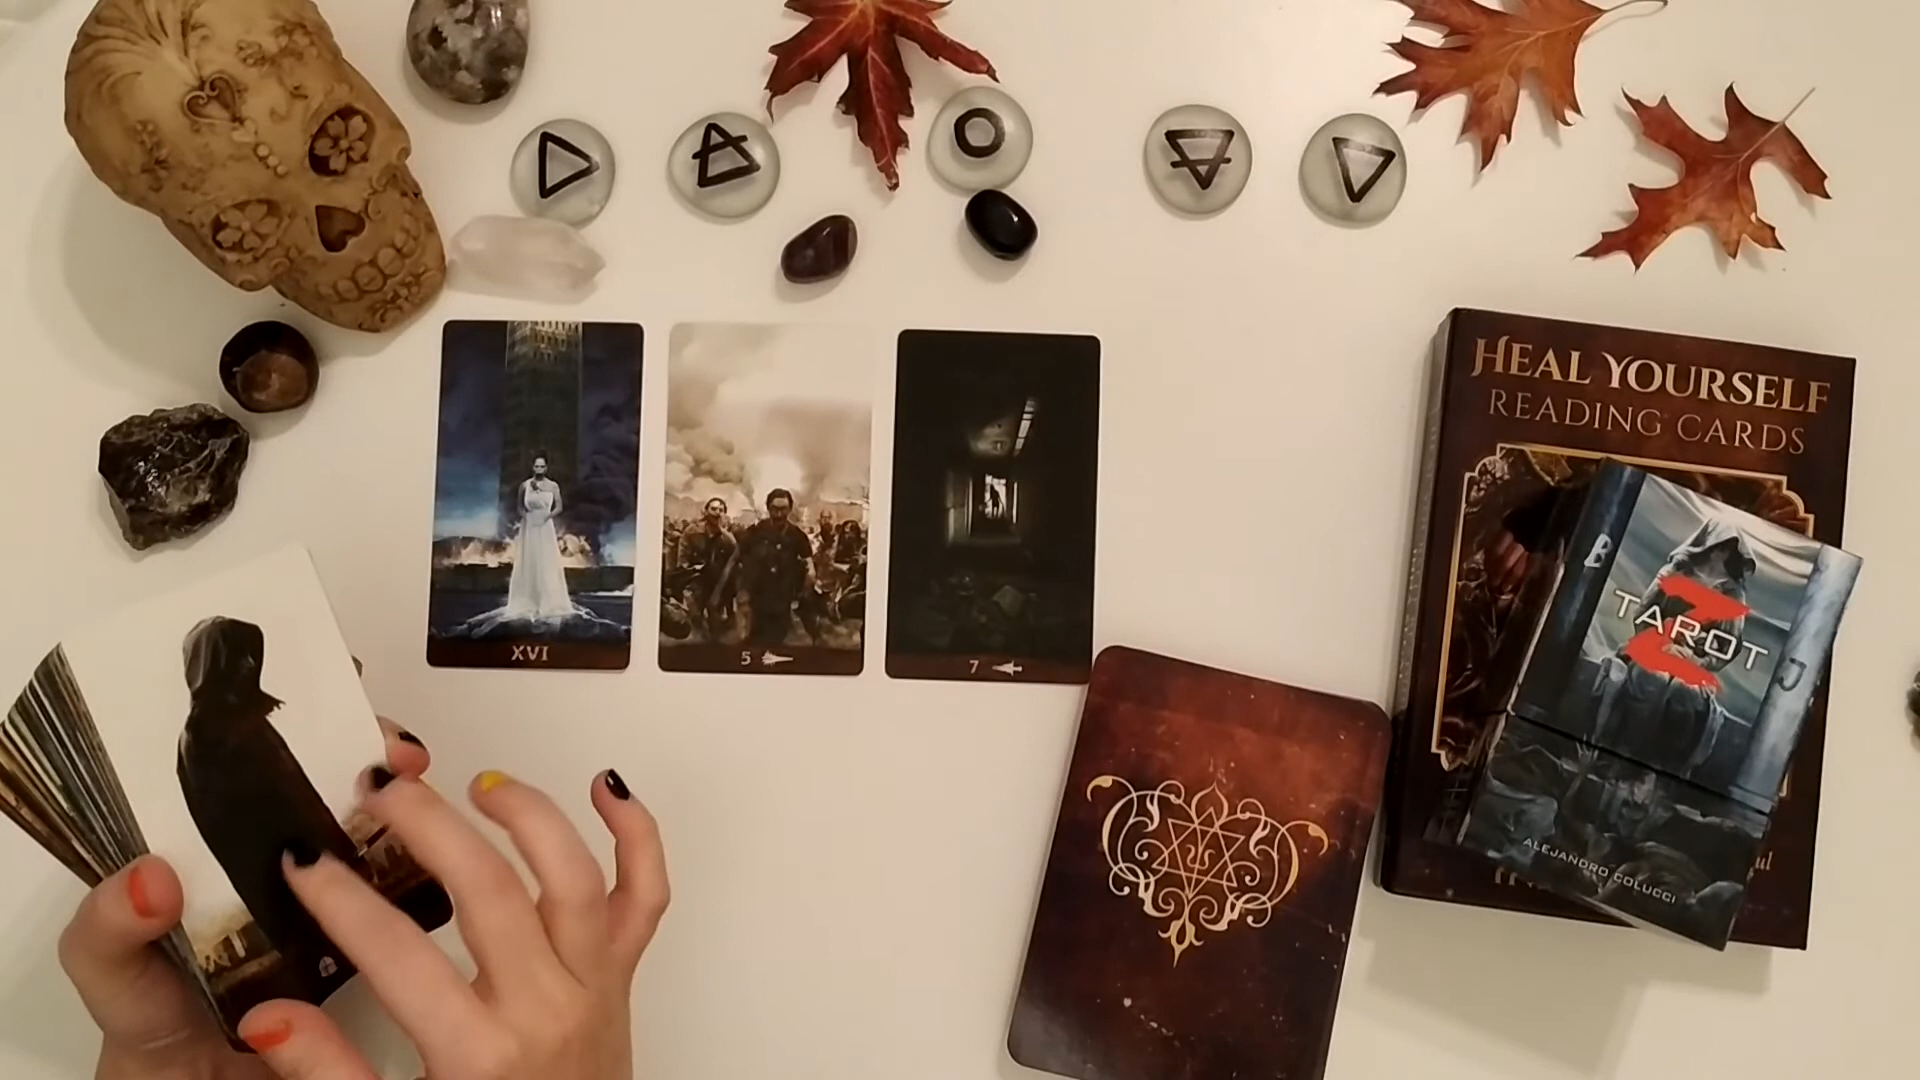 XVI
5
7
HEAL YOURSELF
READING CARDS
B
J
Z
TAROT
ALEJANDRO COLUCCI